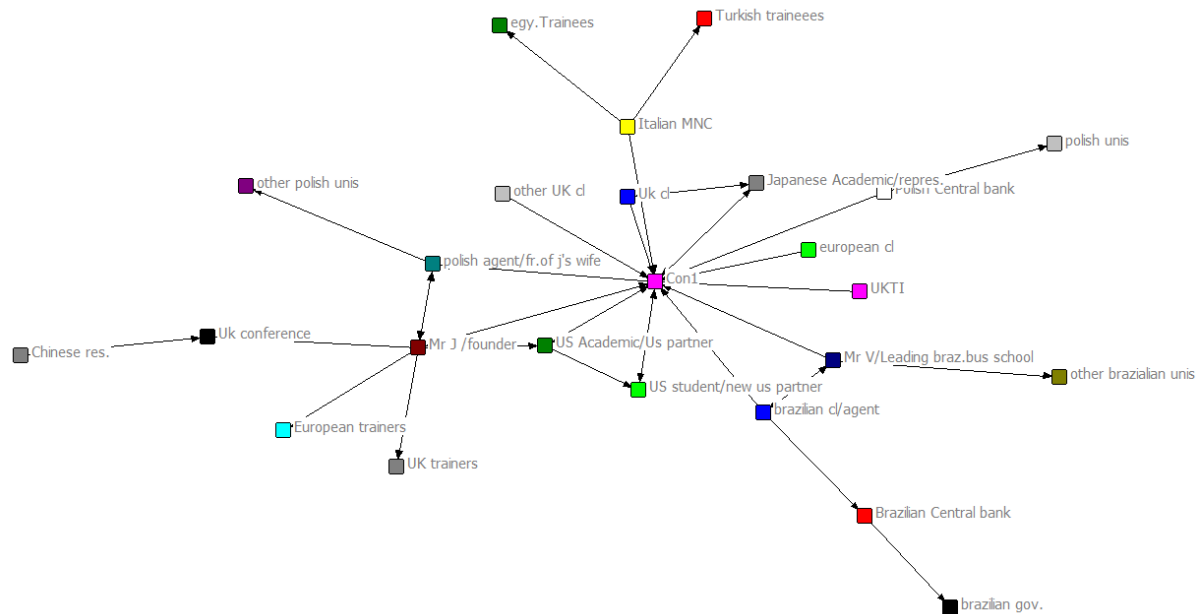 Turkish traineees
egy.Trainees
Italian MNC
polish unis
Japanese Academic/repres.
other polish unis
other UK cl
Uk cl
Polish Central bank
european cl
polish agent/fr.of j's wife
Con1
UKTI
Uk conference
Mr J /founder
US Academic/Us partner
Chinese res.
Mr V/Leading braz.bus school
other brazialian unis
US student/new us partner
brazilian cl/agent
European trainers
UK trainers
Brazilian Central bank
brazilian gov.